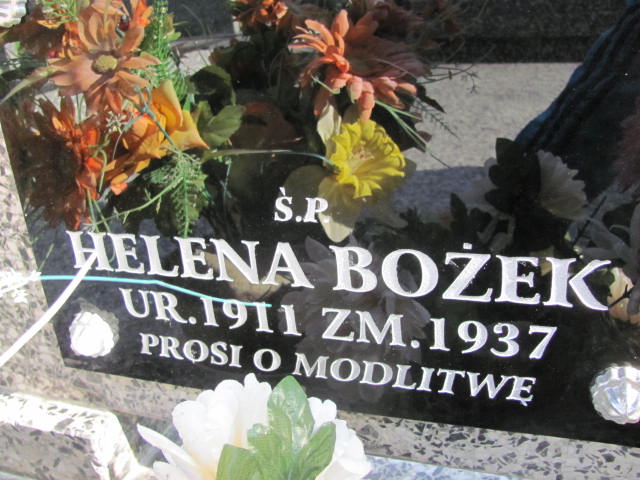 Ś.P.
HELENA BOŻEK
UR.1911 ZM.1937
PROSI O MODLITWĘ